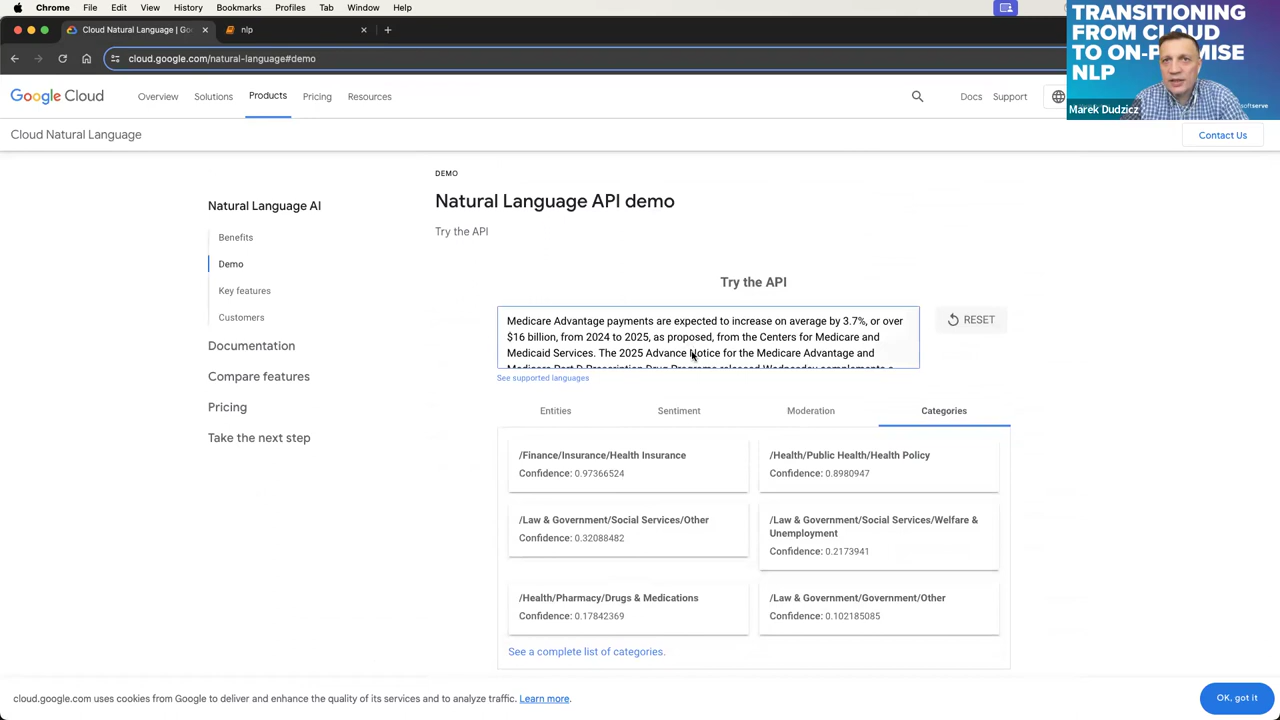 Chrome File Edit View History Bookmarks Profiles Tab Window Help
Cloud Natural Language | Go
nlp
cloud.google.com/natural-language#demo
TRANSITIONING
FROM CLOUD
TO ON-PREMISE
NLP
Marek Dudzicz
softserve
Google Cloud
Overview Solutions Products Pricing Resources
Docs Support
Cloud Natural Language
Contact Us
Natural Language AI
Benefits
Demo
Key features
Customers
Documentation
Compare features
Pricing
Take the next step
DEMO
Natural Language API demo
Try the API
Try the API
Medicare Advantage payments are expected to increase on average by 3.7%, or over
$16 billion, from 2024 to 2025, as proposed, from the Centers for Medicare and
Medicaid Services. The 2025 Advance Notice for the Medicare Advantage and
Medicare Part D Prescription Drug Programs released Wednesday complements a
RESET
See supported languages
Entities Sentiment Moderation Categories
/Finance/Insurance/Health Insurance
Confidence: 0.97366524
/Health/Public Health/Health Policy
Confidence: 0.8980947
/Law & Government/Social Services/Other
Confidence: 0.32088482
/Law & Government/Social Services/Welfare &
Unemployment
Confidence: 0.2173941
/Health/Pharmacy/Drugs & Medications
Confidence: 0.17842369
/Law & Government/Government/Other
Confidence: 0.102185085
See a complete list of categories.
cloud.google.com uses cookies from Google to deliver and enhance the quality of its services and to analyze traffic. Learn more.
OK, got it